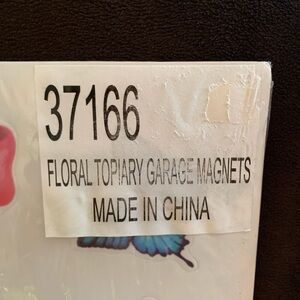 37166
FLORAL TOPIARY GARAGE MAGNETS
MADE IN CHINA